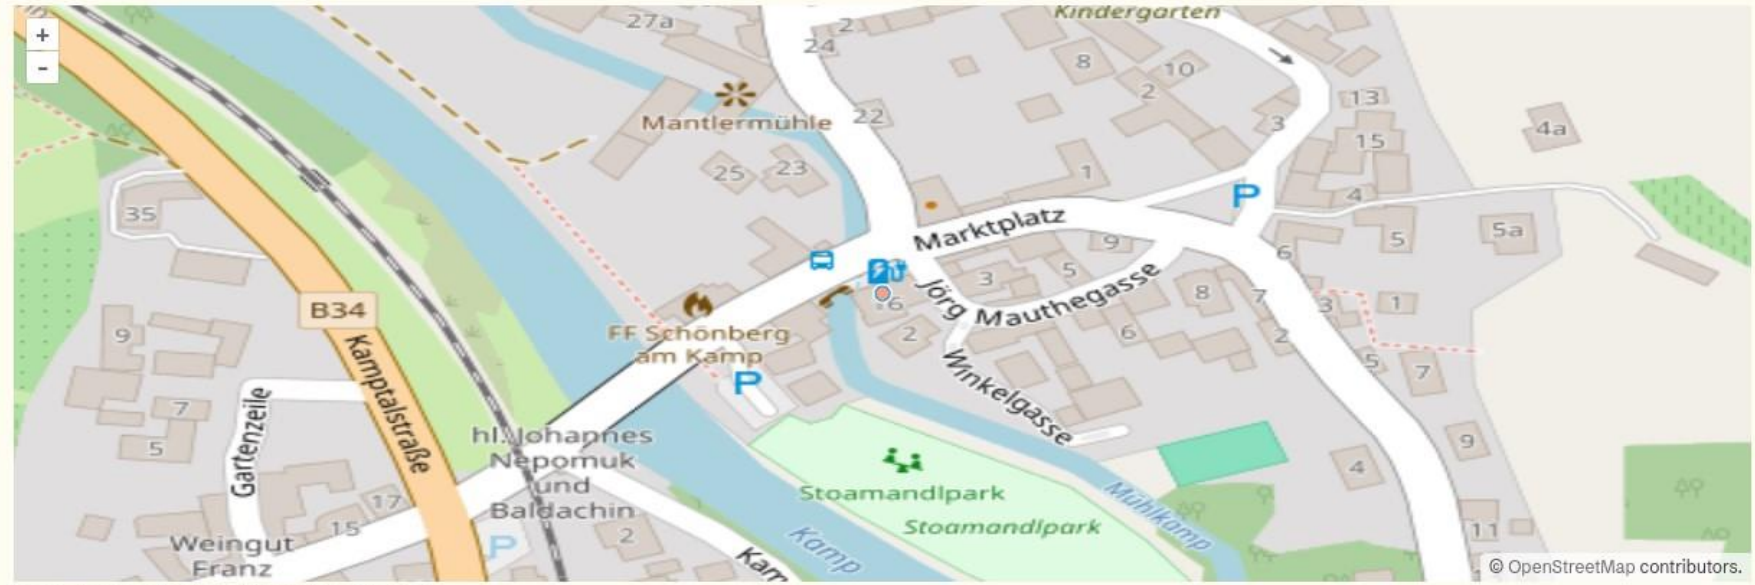 +
-
27a
2
24
Kindergarten
8
10
2
13
3
15
4a
Mantlermühle
22
25
23
1
P
4
35
Marktplatz
9
5
5a
6
3
5
8
7
3
1
B34
6
Jörg Mauthegasse
6
2
2
9
FF Schönberg
am Kamp
P
Winkelgasse
5
7
Kamptalstraße
7
5
Gartenzeile
hl. Johannes
Nepomuk
und
Baldachin
9
4
17
15
Stoamandlpark
Stoamandlpark
Mühlkamp
11
2
P
Weingut
Franz
Kamp
Kam
© OpenStreetMap contributors.